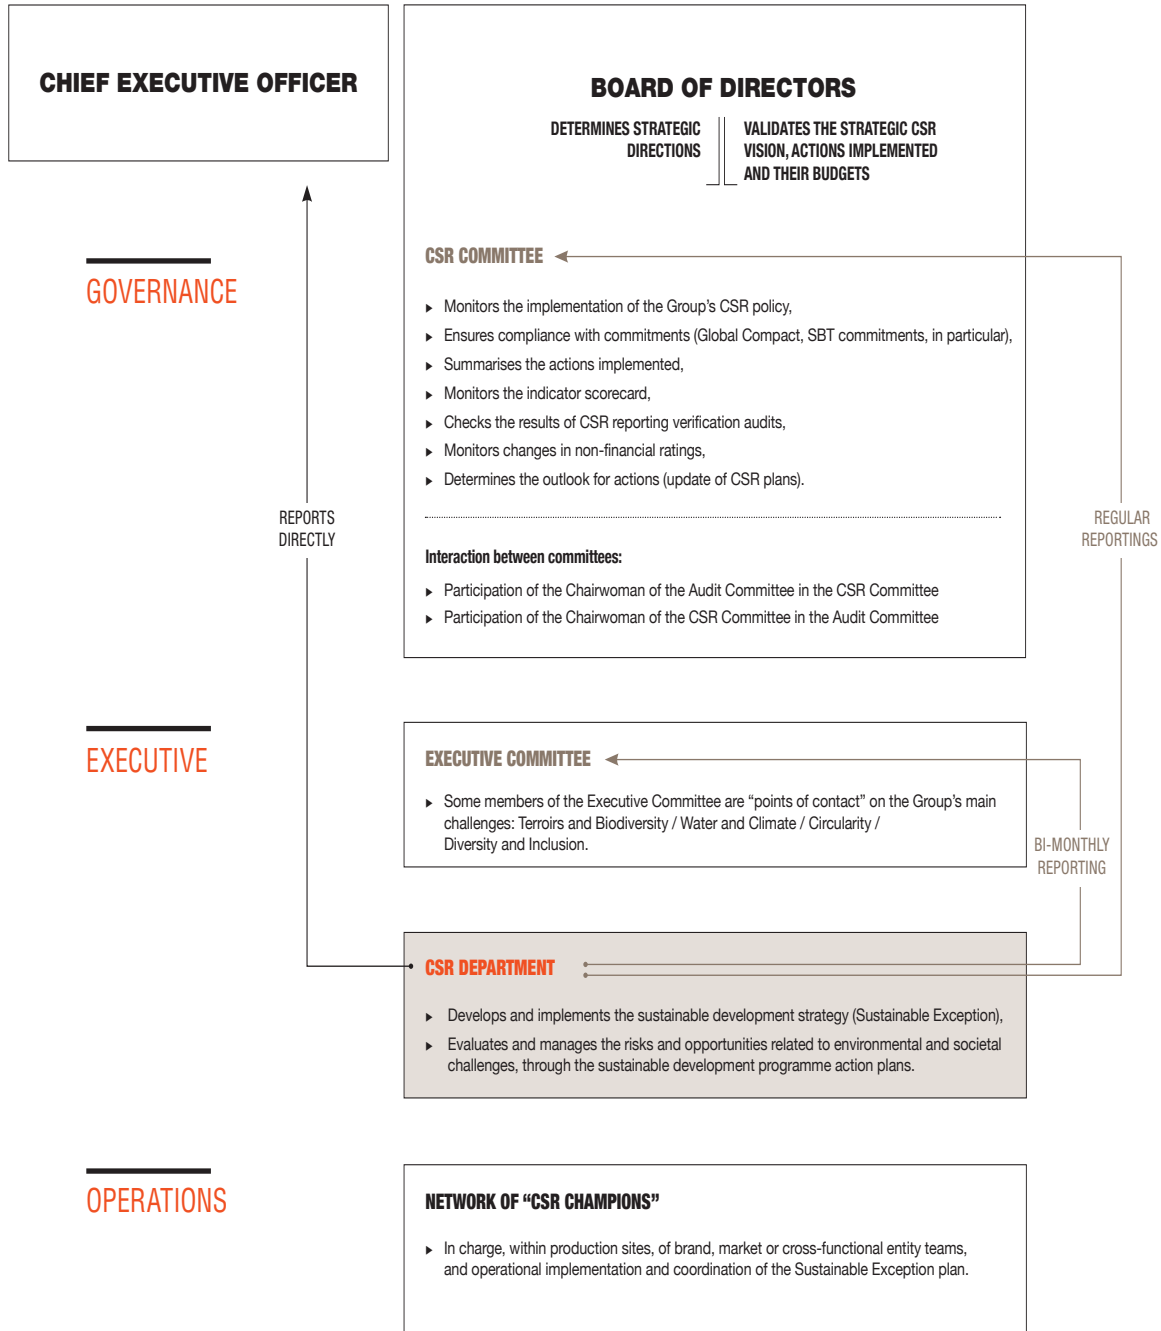 CHIEF EXECUTIVE OFFICER
BOARD OF DIRECTORS
DETERMINES STRATEGIC
DIRECTIONS
VALIDATES THE STRATEGIC CSR
VISION, ACTIONS IMPLEMENTED
AND THEIR BUDGETS
GOVERNANCE
CSR COMMITTEE
▸ Monitors the implementation of the Group's CSR policy,
▸ Ensures compliance with commitments (Global Compact, SBT commitments, in particular),
▸ Summarises the actions implemented,
▸ Monitors the indicator scorecard,
▸ Checks the results of CSR reporting verification audits,
▸ Monitors changes in non-financial ratings,
▸ Determines the outlook for actions (update of CSR plans).
REPORTS
DIRECTLY
REGULAR
REPORTINGS
Interaction between committees:
▸ Participation of the Chairwoman of the Audit Committee in the CSR Committee
▸ Participation of the Chairwoman of the CSR Committee in the Audit Committee
EXECUTIVE
EXECUTIVE COMMITTEE
▸ Some members of the Executive Committee are “points of contact” on the Group's main
challenges: Terroirs and Biodiversity / Water and Climate / Circularity /
Diversity and Inclusion.
BI-MONTHLY
REPORTING
CSR DEPARTMENT
▸ Develops and implements the sustainable development strategy (Sustainable Exception),
▸ Evaluates and manages the risks and opportunities related to environmental and societal
challenges, through the sustainable development programme action plans.
OPERATIONS
NETWORK OF “CSR CHAMPIONS”
▸ In charge, within production sites, of brand, market or cross-functional entity teams,
and operational implementation and coordination of the Sustainable Exception plan.